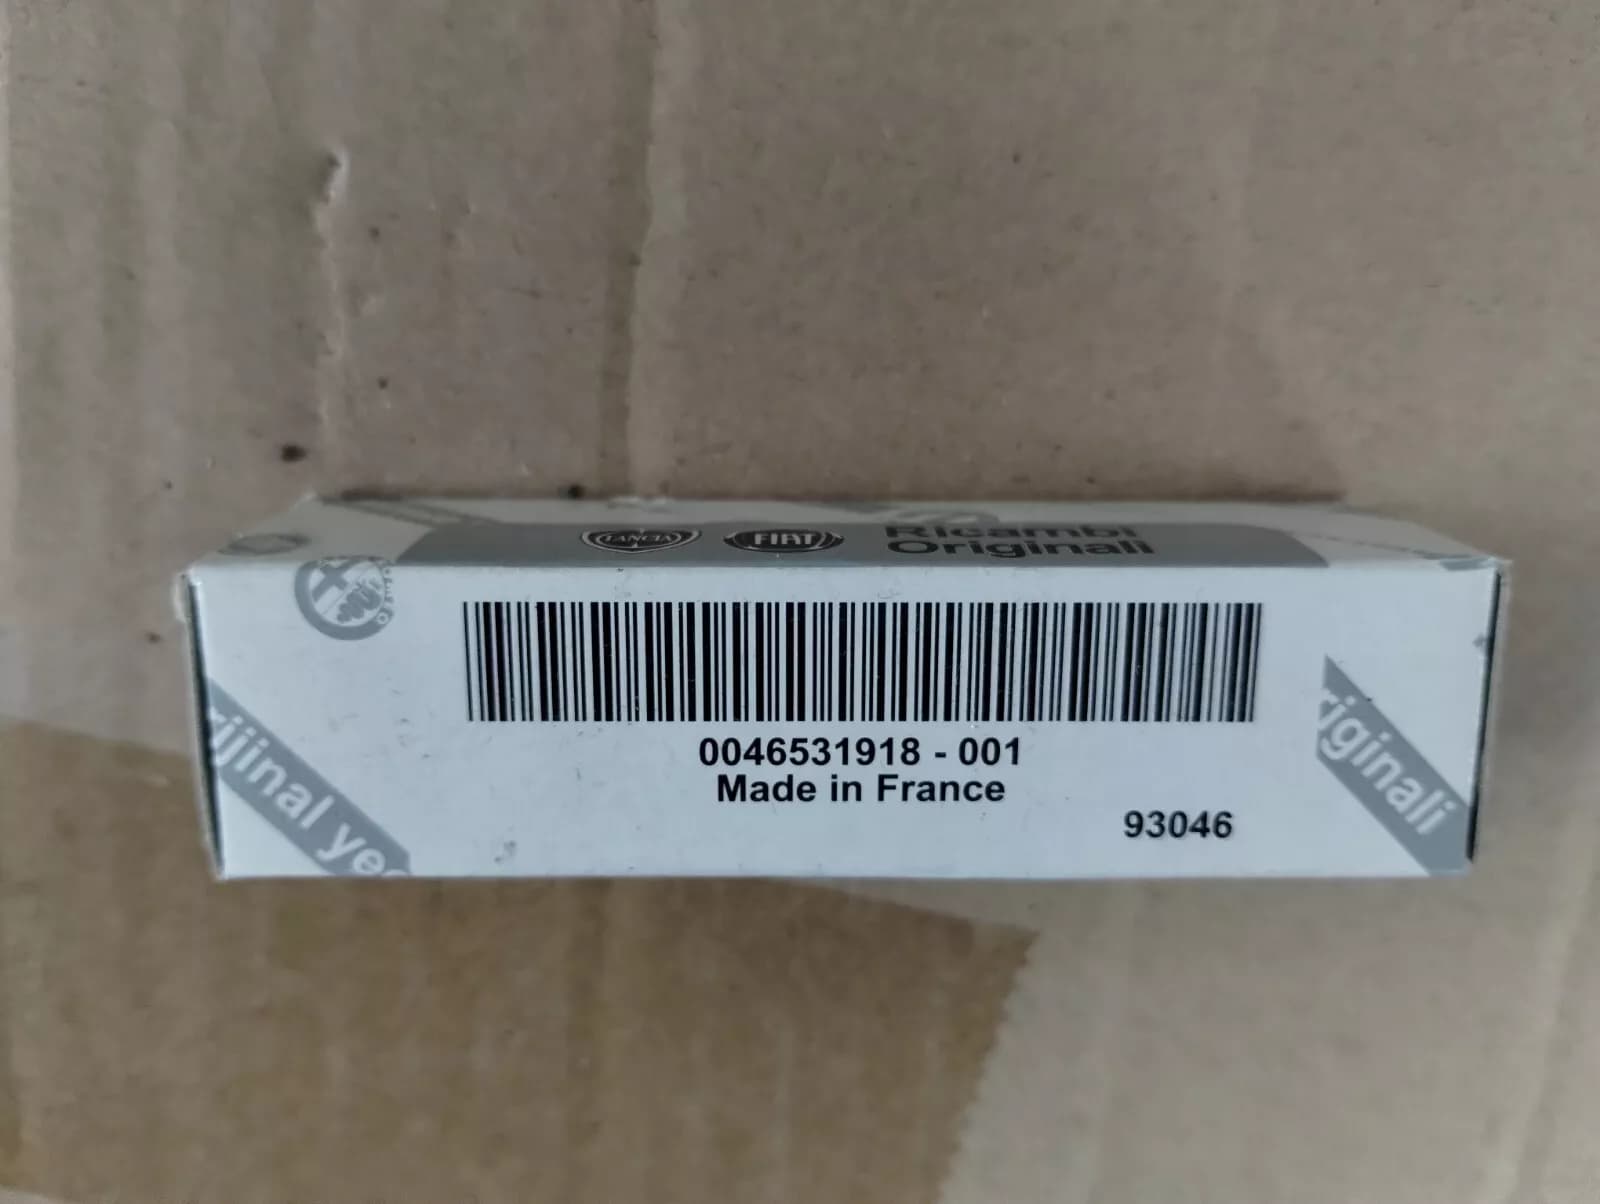 LANCIA
FIAT
Ricambi
Originali
0046531918 - 001
Made in France
93046
rijinal ye
riginali